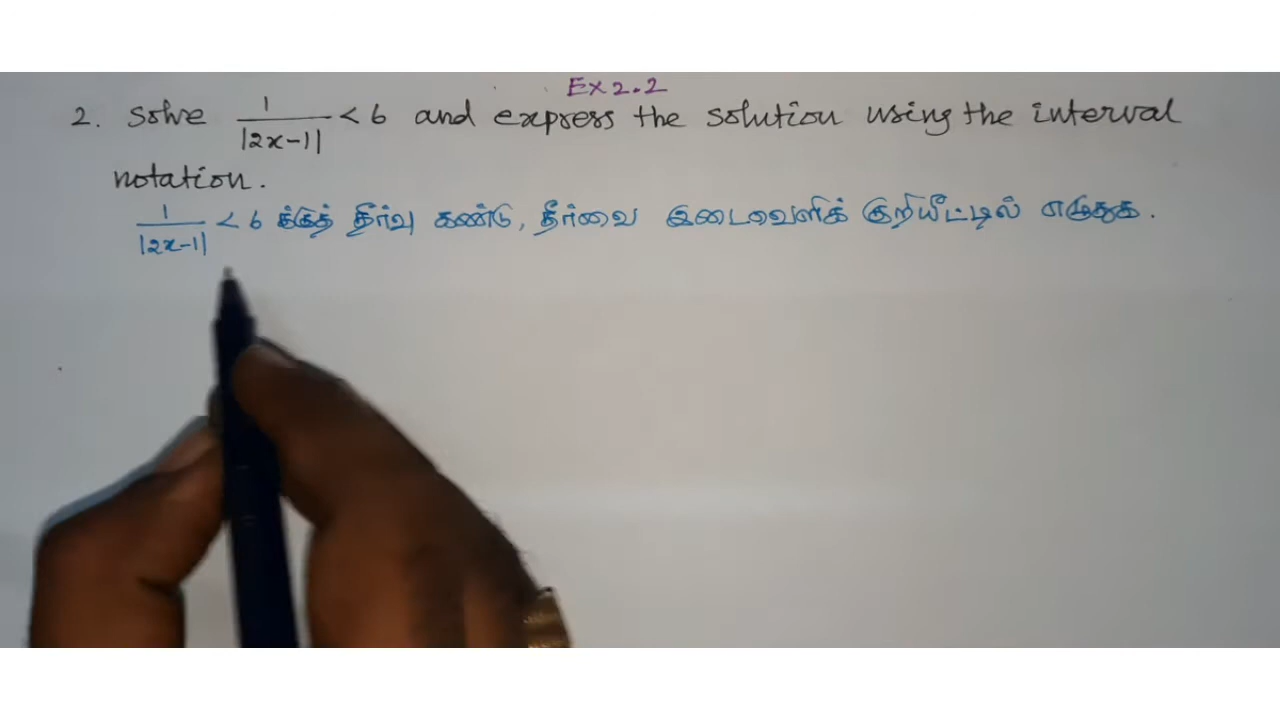 Ex 2.2
2. Solve 1/|2x-1| < 6 and express the solution using the interval
notation.
1/|2x-1| < 6 க்குத் தீர்வு கண்டு, தீர்வை இடைவெளிக் குறியீட்டில் எழுதுக.